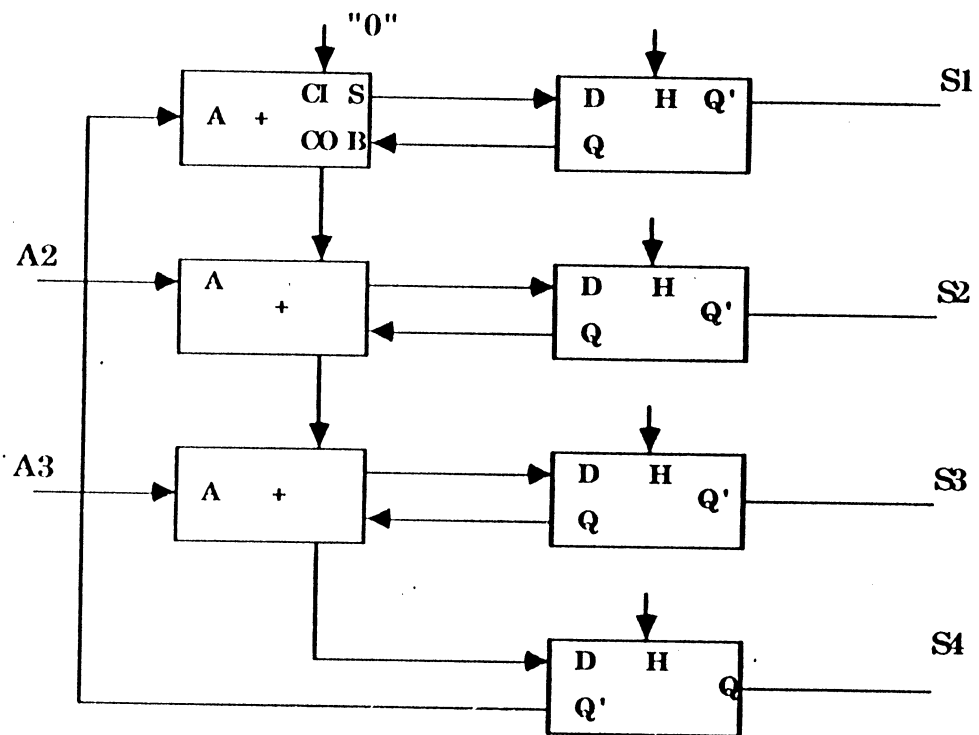 "0"
CI S
A +
CO B
D H Q'
Q
S1
A2
A
+
D H
Q'
Q
S2
A3
A +
D H
Q'
Q
S3
D H
Q
Q'
S4